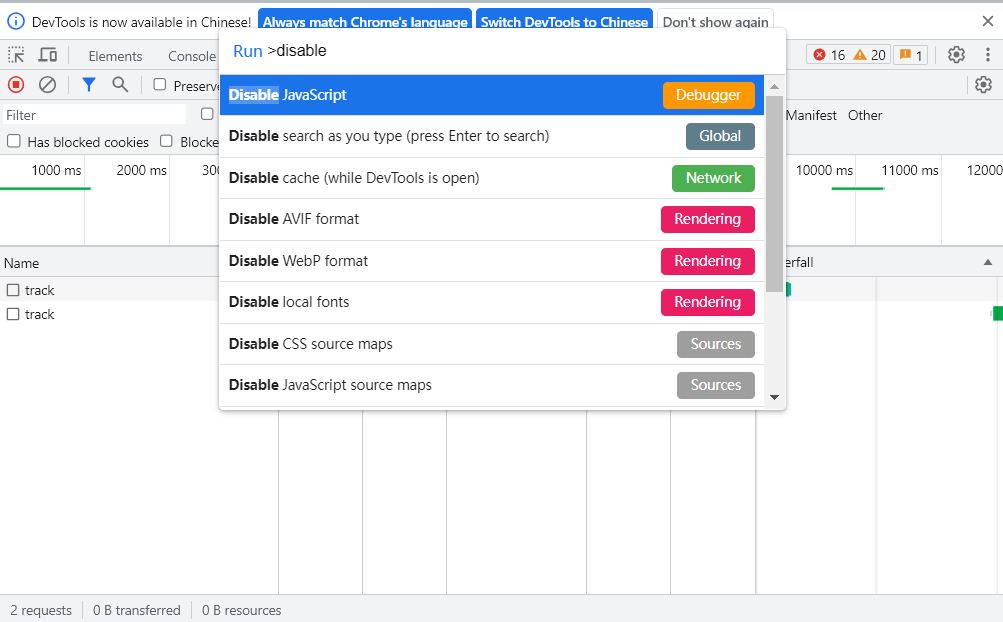 DevTools is now available in Chinese! Always match Chrome's language Switch DevTools to Chinese Don't show again
Elements Console 16 20 1
Run >disable
Preserve
Disable JavaScript Debugger
Filter Manifest Other
Disable search as you type (press Enter to search) Global
Has blocked cookies Blocke
1000 ms 2000 ms 300 10000 ms 11000 ms 12000
Disable cache (while DevTools is open) Network
Disable AVIF format Rendering
Name erfall
Disable WebP format Rendering
track
Disable local fonts Rendering
track
Disable CSS source maps Sources
Disable JavaScript source maps Sources
2 requests 0 B transferred 0 B resources